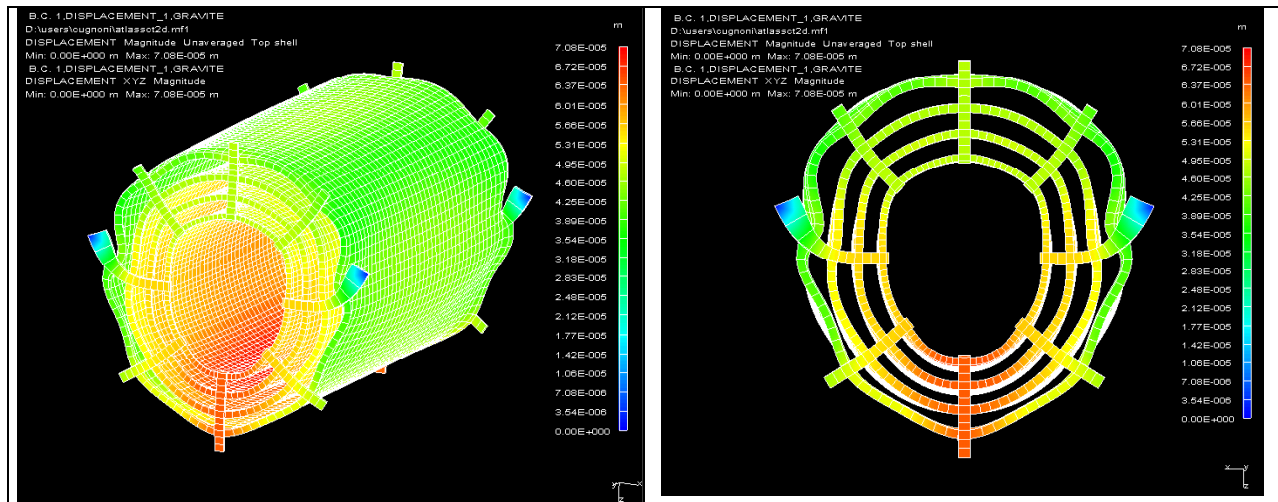 B.C. 1,DISPLACEMENT_1,GRAVITE
D:\users\cugnoni\atlassct2d.mf1
DISPLACEMENT Magnitude Unaveraged Top shell
Min: 0.00E+000 m Max: 7.08E-005 m
B.C. 1,DISPLACEMENT_1,GRAVITE
DISPLACEMENT XYZ Magnitude
Min: 0.00E+000 m Max: 7.08E-005 m
m
7.08E-005
6.72E-005
6.37E-005
6.01E-005
5.66E-005
5.31E-005
4.95E-005
4.60E-005
4.25E-005
3.89E-005
3.54E-005
3.18E-005
2.83E-005
2.48E-005
2.12E-005
1.77E-005
1.42E-005
1.06E-005
7.08E-006
3.54E-006
0.00E+000
y x
z
B.C. 1,DISPLACEMENT_1,GRAVITE
D:\users\cugnoni\atlassct2d.mf1
DISPLACEMENT Magnitude Unaveraged Top shell
Min: 0.00E+000 m Max: 7.08E-005 m
B.C. 1,DISPLACEMENT_1,GRAVITE
DISPLACEMENT XYZ Magnitude
Min: 0.00E+000 m Max: 7.08E-005 m
m
7.08E-005
6.72E-005
6.37E-005
6.01E-005
5.66E-005
5.31E-005
4.95E-005
4.60E-005
4.25E-005
3.89E-005
3.54E-005
3.18E-005
2.83E-005
2.48E-005
2.12E-005
1.77E-005
1.42E-005
1.06E-005
7.08E-006
3.54E-006
0.00E+000
x y
z